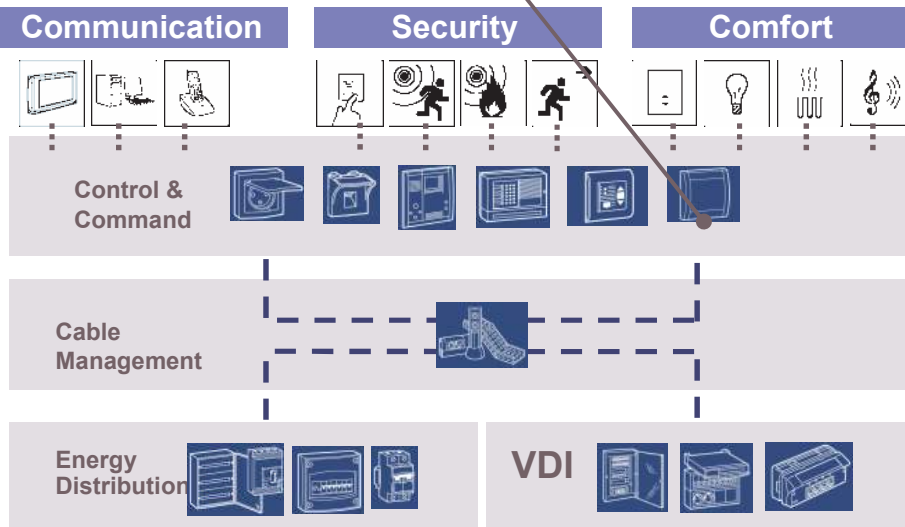 Communication
Security
Comfort
Control &
Command
Cable
Management
Energy
Distribution
VDI